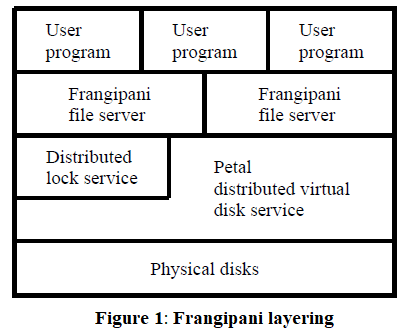 User
program
User
program
User
program
Frangipani
file server
Frangipani
file server
Distributed
lock service
Petal
distributed virtual
disk service
Physical disks
Figure 1: Frangipani layering